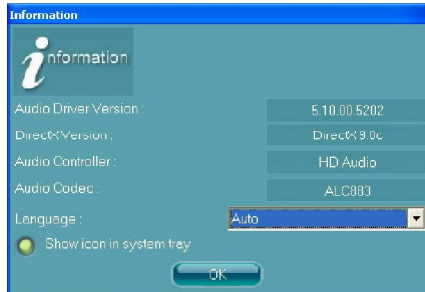 Information
information
Audio Driver Version : 5.10.00.5202
DirectX Version : DirectX 9.0c
Audio Controller : HD Audio
Audio Codec : ALC883
Language : Auto
Show icon in system tray
OK